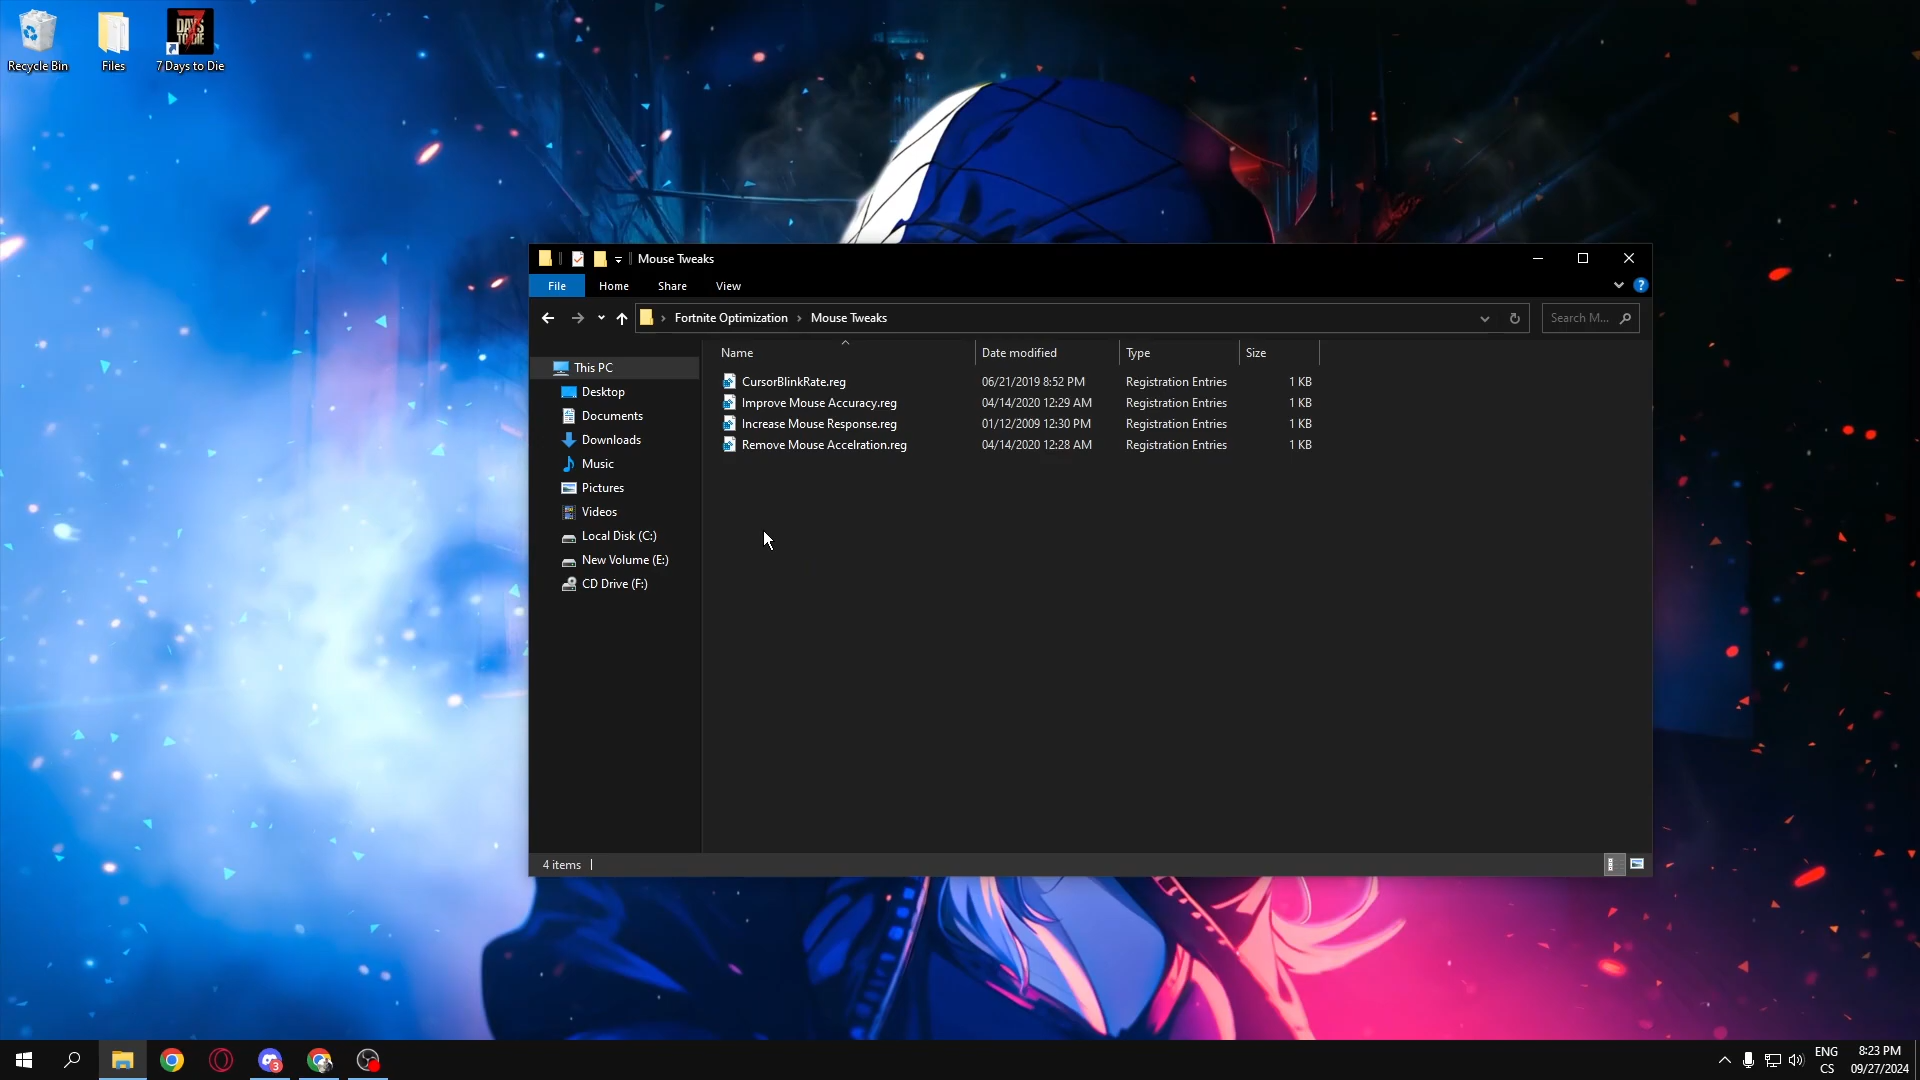 Recycle Bin
Files
7 Days to Die
DAYS
TO DIE
Mouse Tweaks
File
Home
Share
View
?
Fortnite Optimization > Mouse Tweaks
Search M...
Name
Date modified
Type
Size
CursorBlinkRate.reg 06/21/2019 8:52 PM Registration Entries 1 KB
Improve Mouse Accuracy.reg 04/14/2020 12:29 AM Registration Entries 1 KB
Increase Mouse Response.reg 01/12/2009 12:30 PM Registration Entries 1 KB
Remove Mouse Accelration.reg 04/14/2020 12:28 AM Registration Entries 1 KB
This PC
Desktop
Documents
Downloads
Music
Pictures
Videos
Local Disk (C:)
New Volume (E:)
CD Drive (F:)
4 items
3
ENG
CS
8:23 PM
09/27/2024